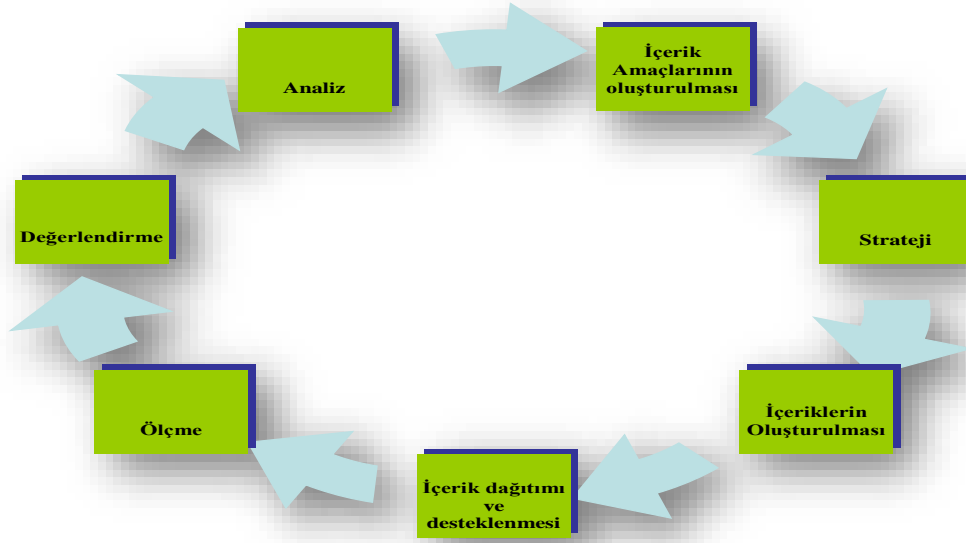 Analiz
İçerik
Amaçlarının
oluşturulması
Strateji
İçeriklerin
Oluşturulması
İçerik dağıtımı
ve
desteklenmesi
Ölçme
Değerlendirme